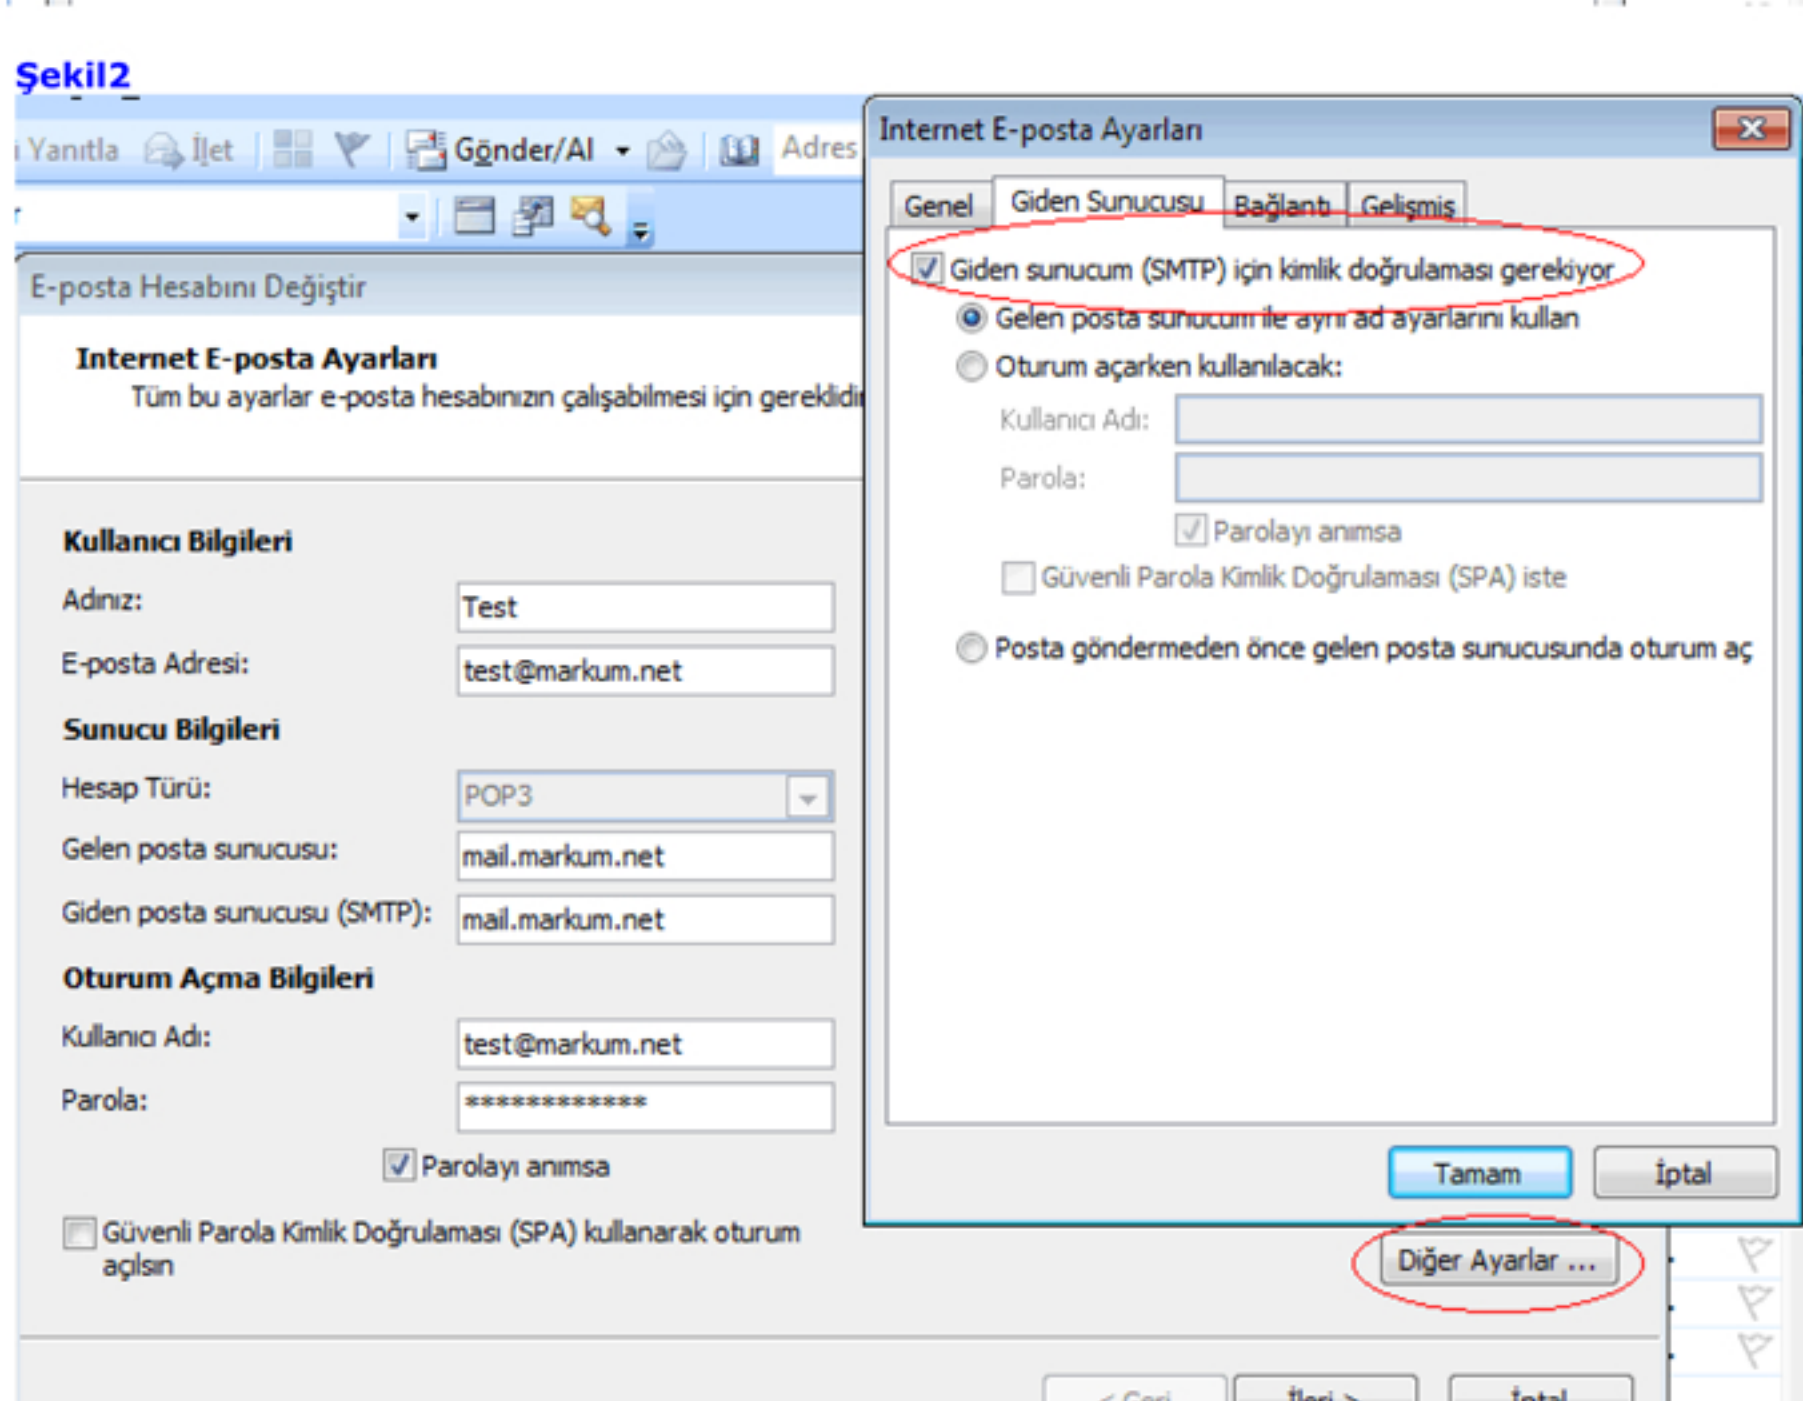 Şekil2
Yanıtla İlet Gönder/Al Adres
E-posta Hesabını Değiştir
Internet E-posta Ayarları
Tüm bu ayarlar e-posta hesabınızın çalışabilmesi için gereklidir
Kullanıcı Bilgileri
Adınız: Test
E-posta Adresi: test@markum.net
Sunucu Bilgileri
Hesap Türü: POP3
Gelen posta sunucusu: mail.markum.net
Giden posta sunucusu (SMTP): mail.markum.net
Oturum Açma Bilgileri
Kullanıcı Adı: test@markum.net
Parola: ************
Parolayı anımsa
Güvenli Parola Kimlik Doğrulaması (SPA) kullanarak oturum
açılsın
Internet E-posta Ayarları
Genel Giden Sunucusu Bağlantı Gelişmiş
Giden sunucum (SMTP) için kimlik doğrulaması gerekiyor
Gelen posta sunucum ile aynı ad ayarlarını kullan
Oturum açarken kullanılacak:
Kullanıcı Adı:
Parola:
Parolayı anımsa
Güvenli Parola Kimlik Doğrulaması (SPA) iste
Posta göndermeden önce gelen posta sunucusunda oturum aç
Tamam İptal
Diğer Ayarlar ...
< Geri İleri > İptal